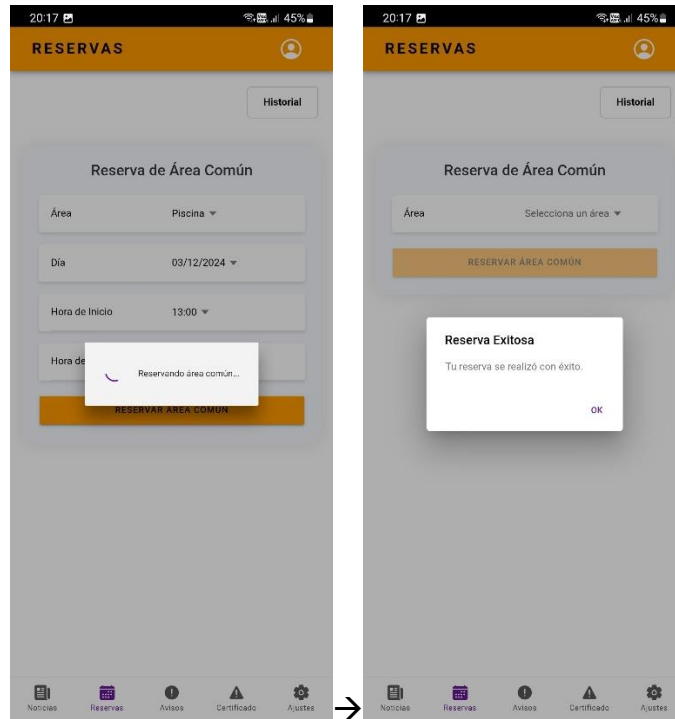 20:17 45%
RESERVAS
Historial
Reserva de Área Común
Área Piscina
Día 03/12/2024
Hora de Inicio 13:00
Hora de
Reservando área común...
RESERVAR ÁREA COMÚN
Noticias Reservas Avisos Certificado Ajustes
→
20:17 45%
RESERVAS
Historial
Reserva de Área Común
Área Selecciona un área
RESERVAR ÁREA COMÚN
Reserva Exitosa
Tu reserva se realizó con éxito.
OK
Noticias Reservas Avisos Certificado Ajustes